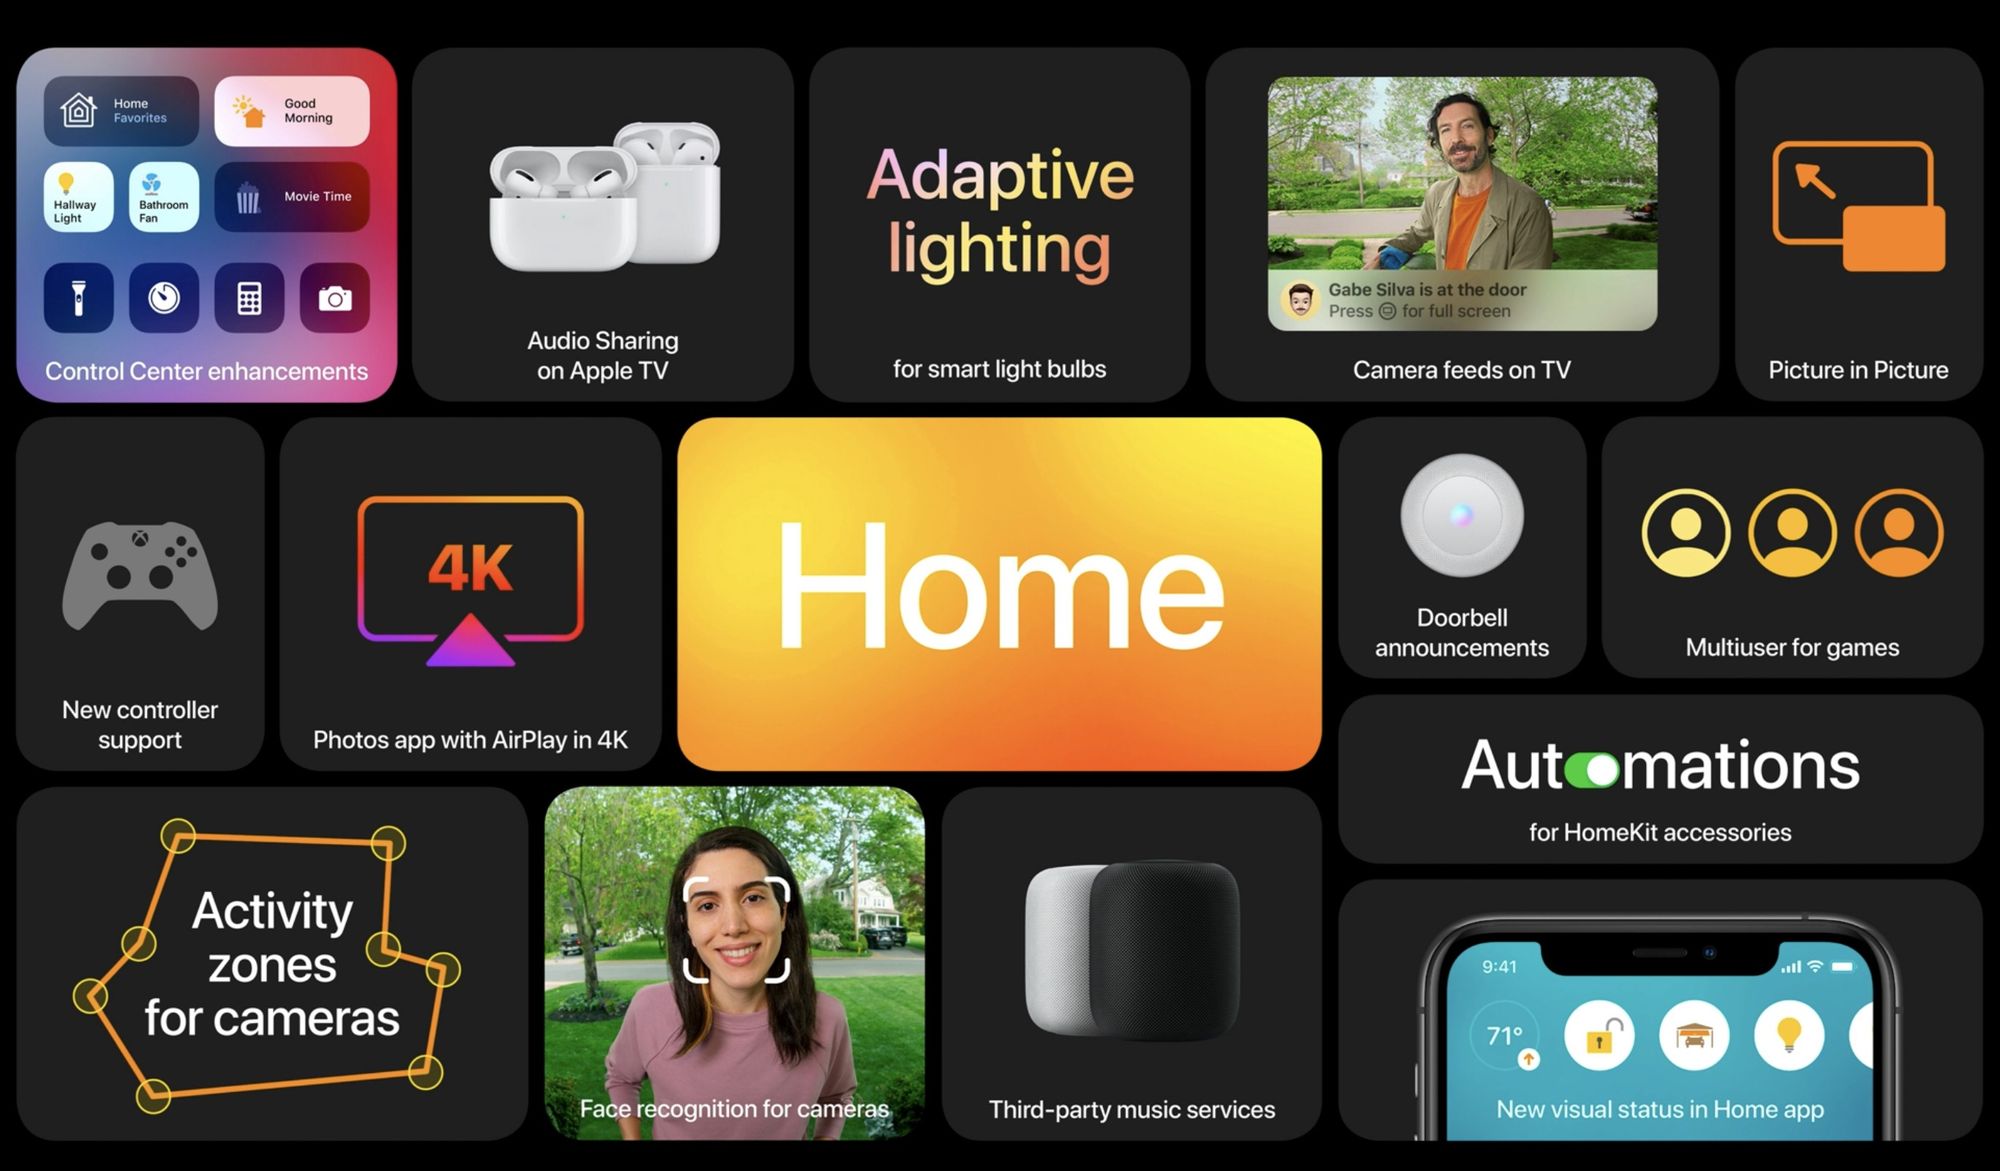 Home
Favorites
Good
Morning
Hallway
Light
Bathroom
Fan
Movie Time
Control Center enhancements
Audio Sharing
on Apple TV
Adaptive
lighting
for smart light bulbs
Gabe Silva is at the door
Press for full screen
Camera feeds on TV
Picture in Picture
New controller
support
4K
Photos app with AirPlay in 4K
Home
Doorbell
announcements
Multiuser for games
Automations
for HomeKit accessories
Activity
zones
for cameras
Face recognition for cameras
Third-party music services
9:41
71°
New visual status in Home app